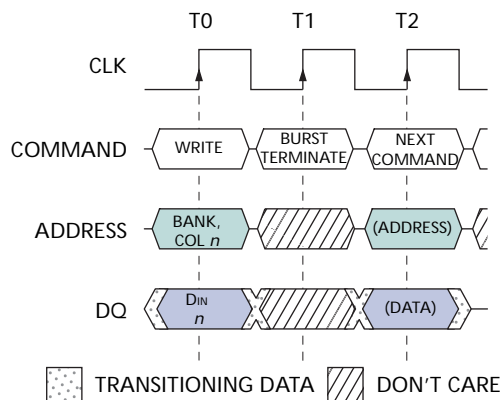 T0 T1 T2
CLK
COMMAND WRITE BURST TERMINATE NEXT COMMAND
ADDRESS BANK, COL n (ADDRESS)
DQ DIN n (DATA)
TRANSITIONING DATA DON'T CARE